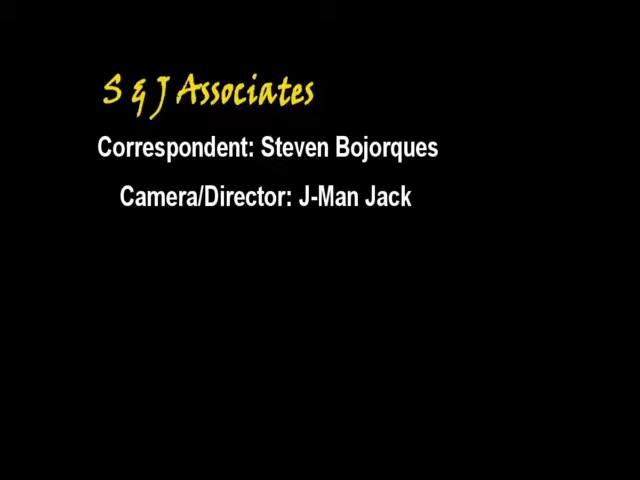 S & J Associates
Correspondent: Steven Bojorques
Camera/Director: J-Man Jack